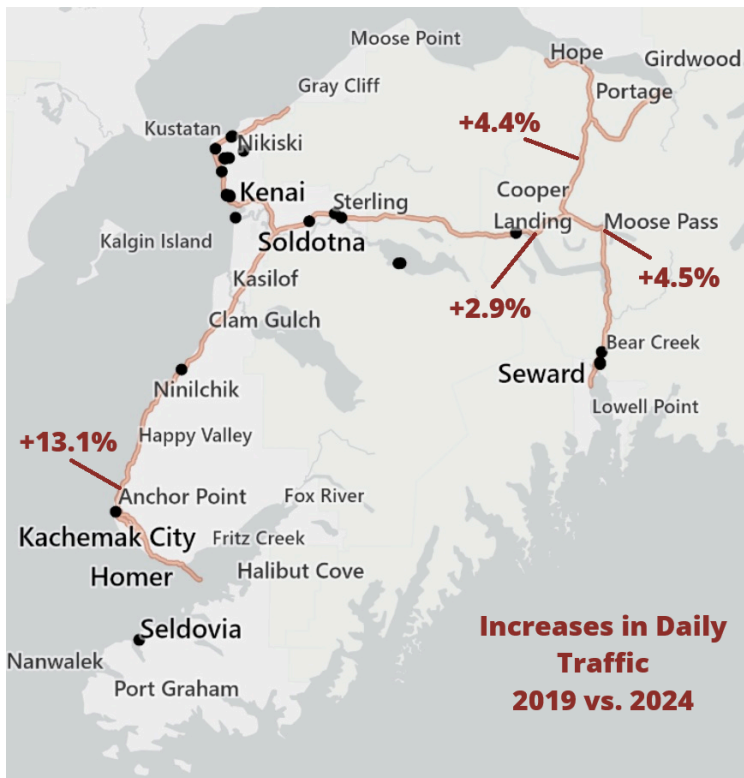 Moose Point
Hope
Girdwood
Gray Cliff
Portage
Kustatan
+4.4%
Nikiski
Cooper
Landing
Kenai
Sterling
Moose Pass
Kalgin Island
Soldotna
+4.5%
Kasilof
+2.9%
Clam Gulch
Bear Creek
Seward
Ninilchik
Lowell Point
+13.1%
Happy Valley
Anchor Point
Fox River
Kachemak City
Fritz Creek
Homer
Halibut Cove
Seldovia
Nanwalek
Port Graham
Increases in Daily
Traffic
2019 vs. 2024